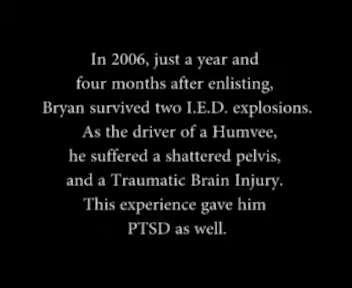 In 2006, just a year and
four months after enlisting,
Bryan survived two I.E.D. explosions.
As the driver of a Humvee,
he suffered a shattered pelvis,
and a Traumatic Brain Injury.
This experience gave him
PTSD as well.